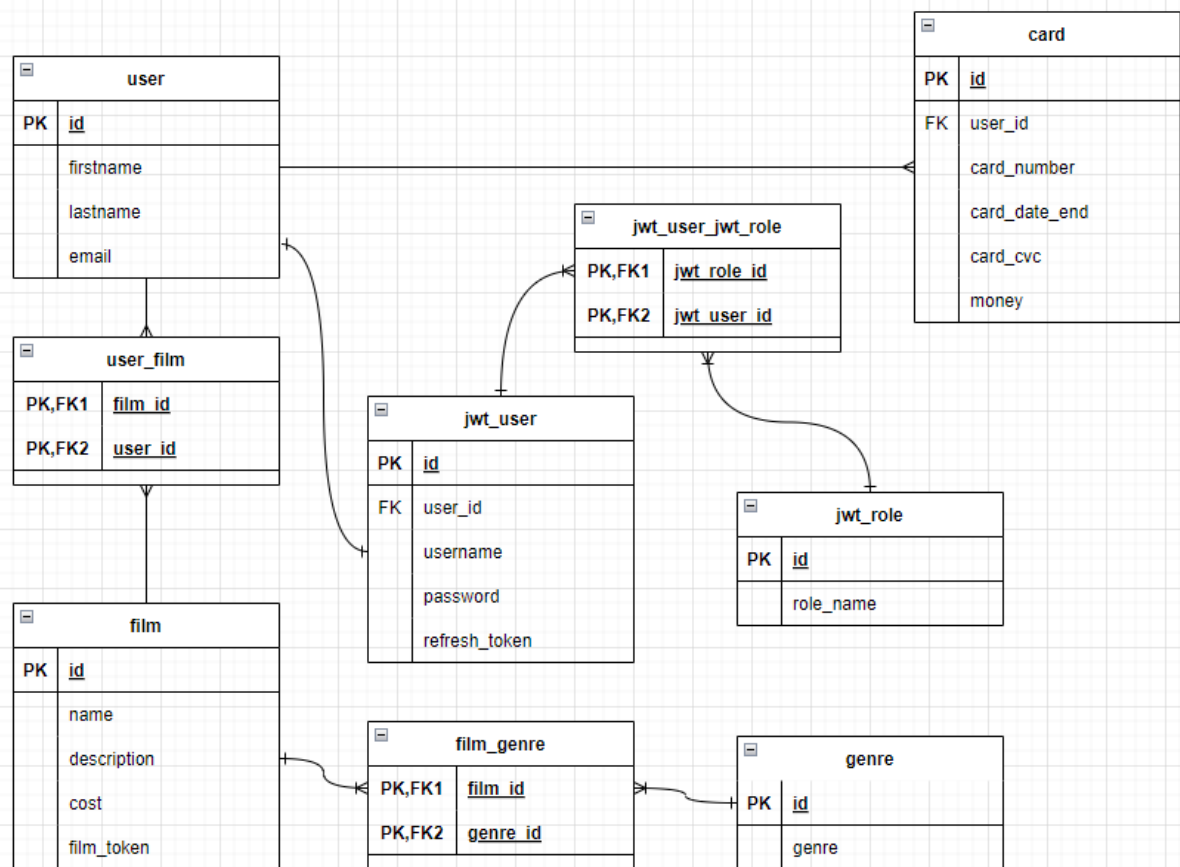 card
PK id
FK user_id
card_number
card_date_end
card_cvc
money
user
PK id
firstname
lastname
email
jwt_user_jwt_role
PK,FK1 jwt_role_id
PK,FK2 jwt_user_id
user_film
PK,FK1 film_id
PK,FK2 user_id
jwt_user
PK id
FK user_id
username
password
refresh_token
jwt_role
PK id
role_name
film
PK id
name
description
cost
film_token
film_genre
PK,FK1 film_id
PK,FK2 genre_id
genre
PK id
genre